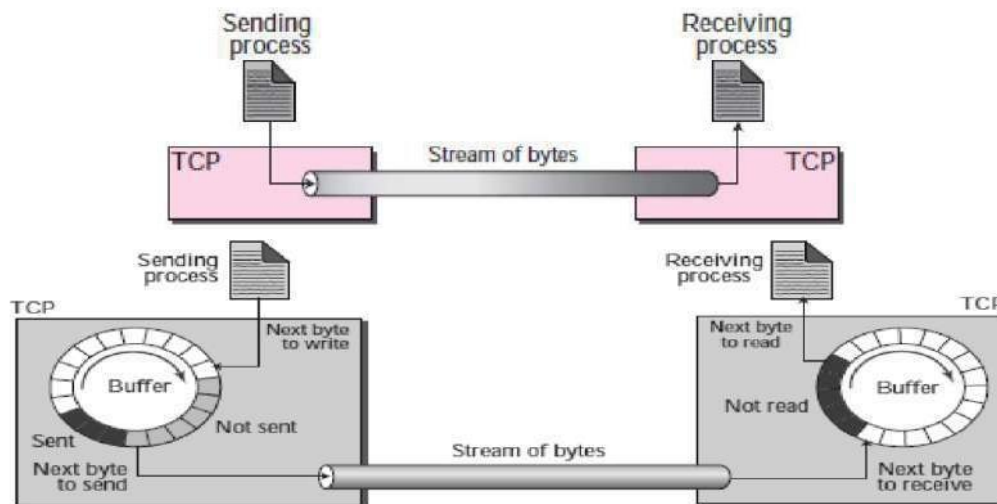 Sending
process
Receiving
process
TCP
Stream of bytes
TCP
Sending
process
Receiving
process
TCP
TCP
Next byte
to write
Next byte
to read
Buffer
Buffer
Not sent
Not read
Sent
Next byte
to send
Stream of bytes
Next byte
to receive